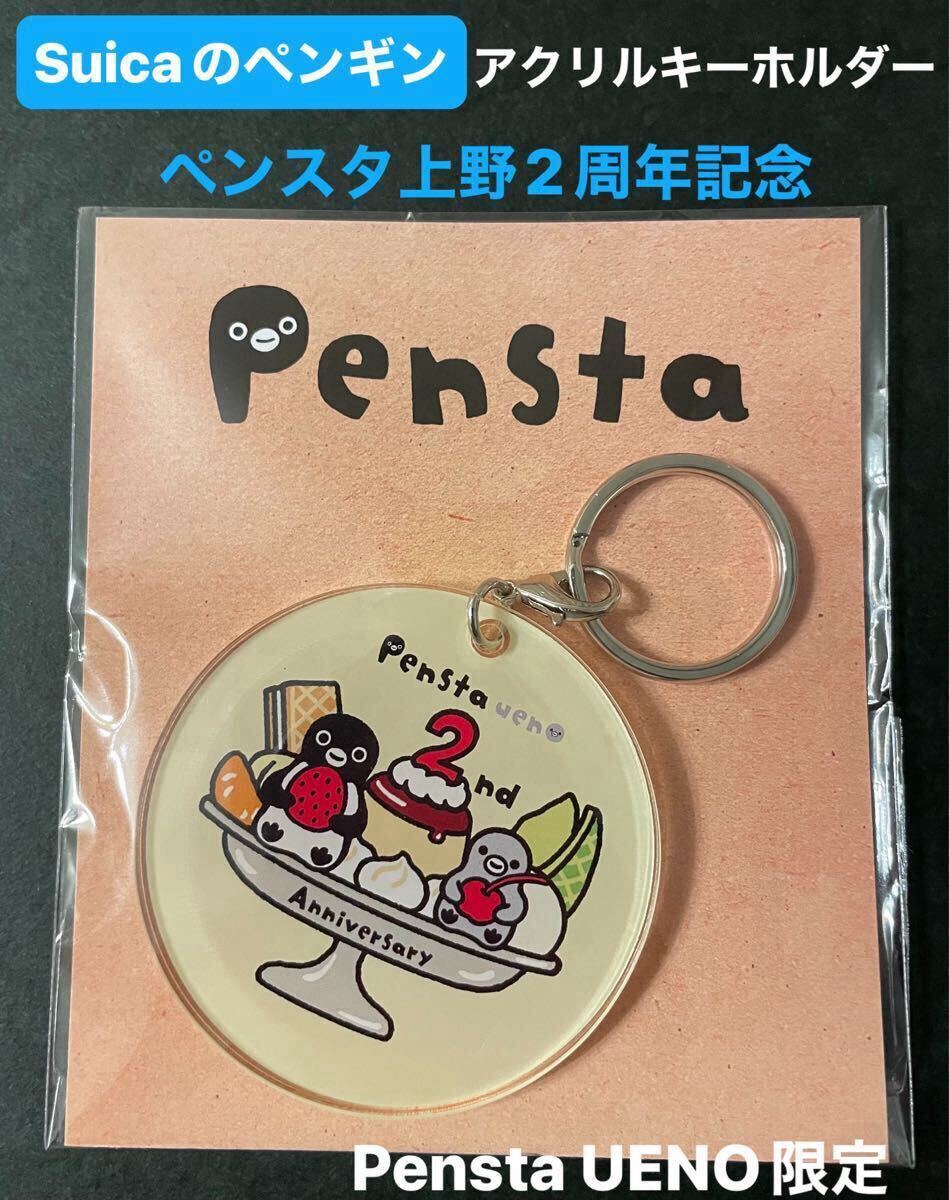 Suicaのペンギン アクリルキーホルダー
ペンスタ上野2周年記念
Pensta
Pensta ueno
2nd
Anniversary
Pensta UENO限定